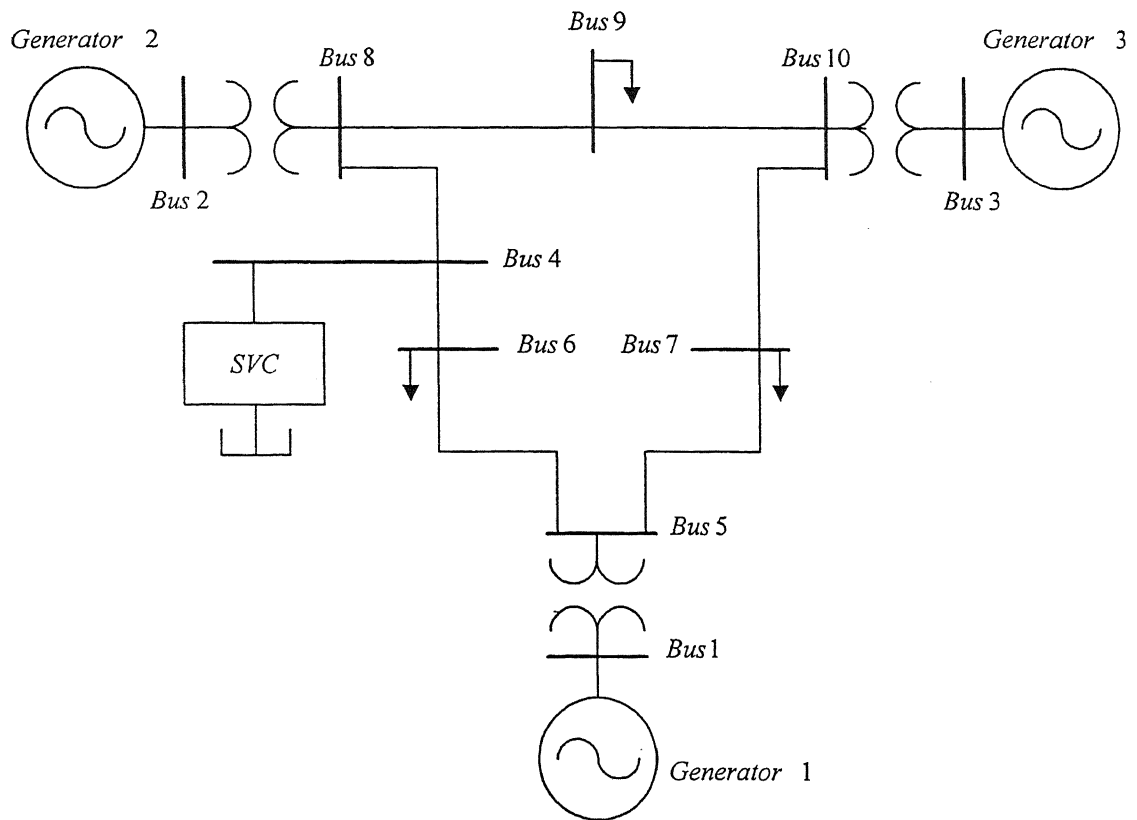 Bus 9
Generator 2
Generator 3
Bus 8
Bus 10
Bus 2
Bus 3
Bus 4
SVC
Bus 6
Bus 7
Bus 5
Bus 1
Generator 1